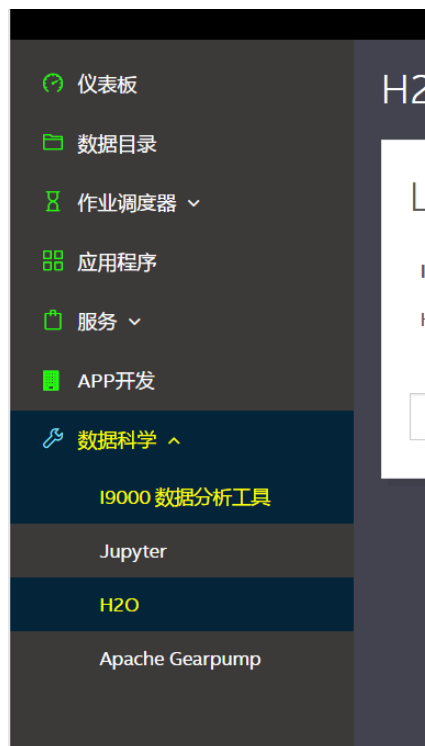 仪表板
数据目录
作业调度器
应用程序
服务
APP开发
数据科学
I9000 数据分析工具
Jupyter
H2O
Apache Gearpump
H2